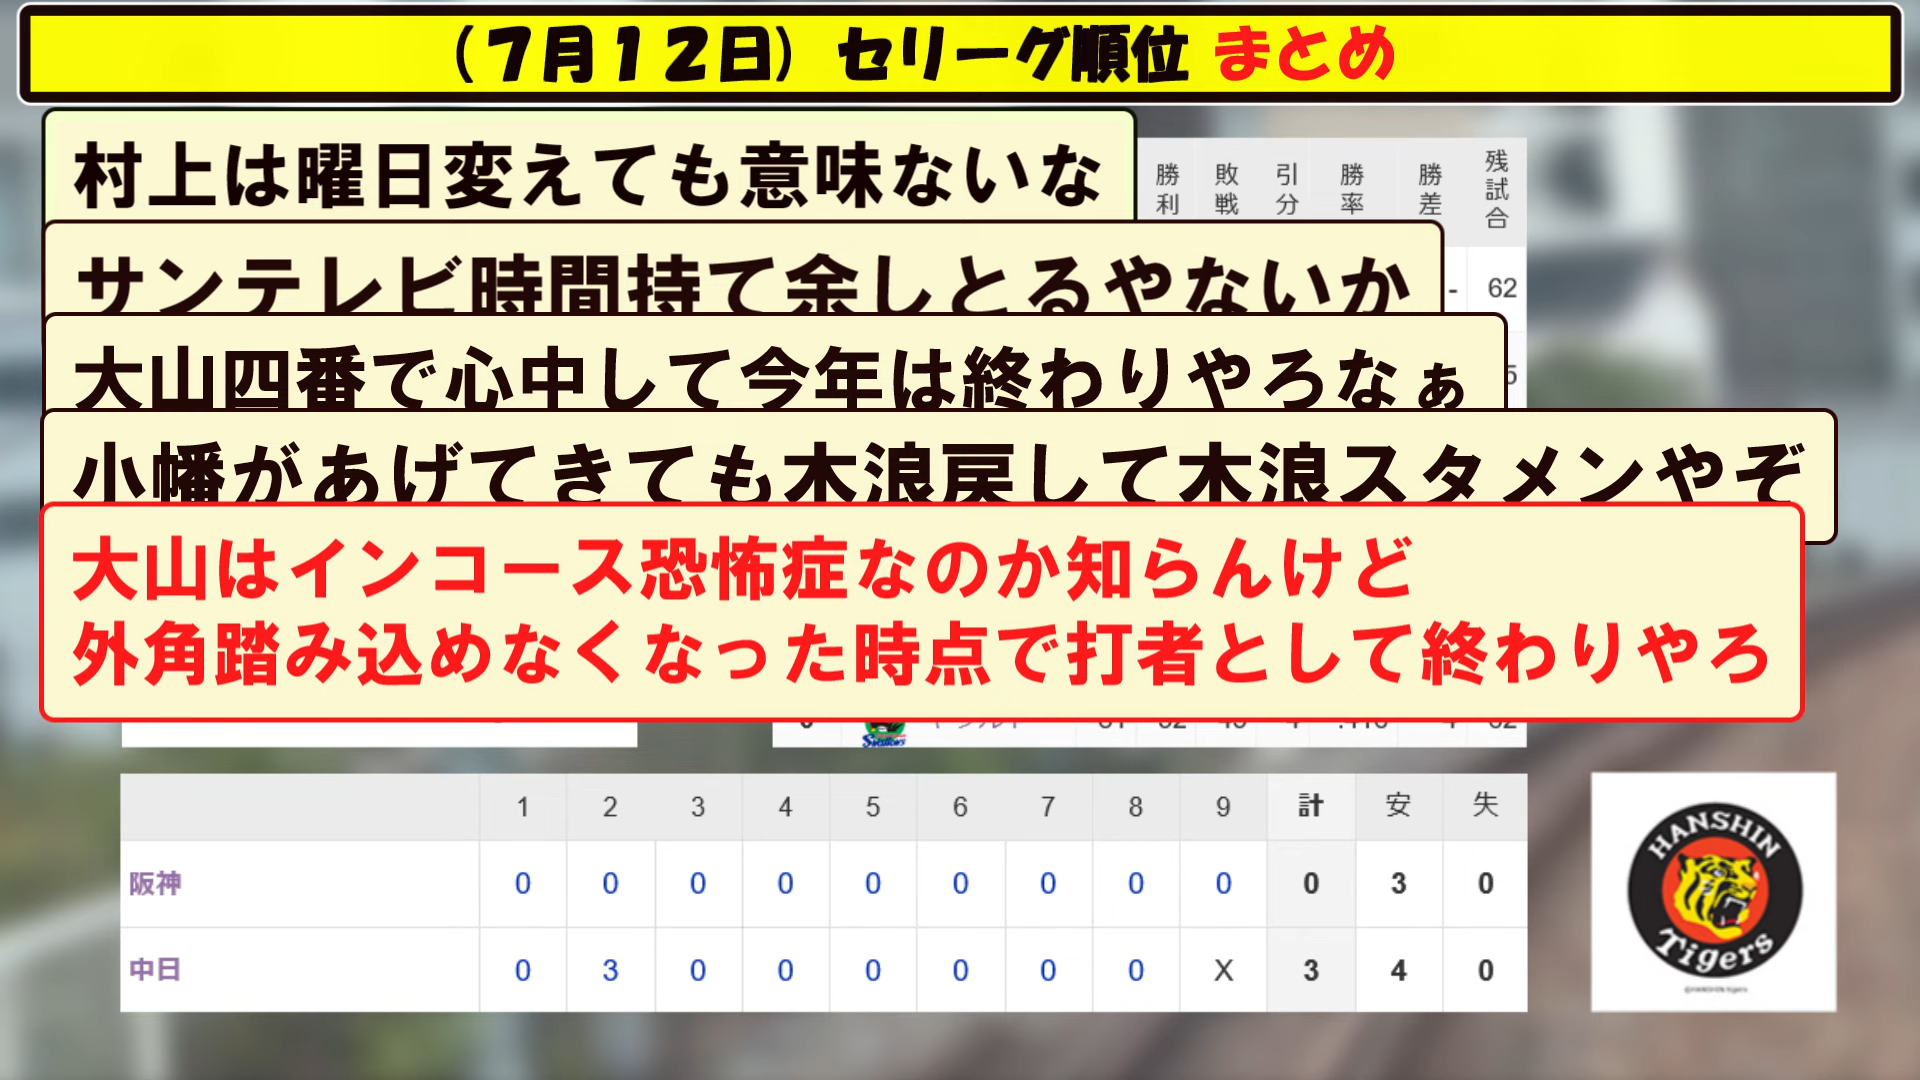 （7月12日）セリーグ順位 まとめ
村上は曜日変えても意味ないな
勝利 敗戦 引分 勝率 勝差 残試合
サンテレビ時間持て余しとるやないか
- 62
大山四番で心中して今年は終わりやろなぁ
5
小幡があげてきても木浪戻して木浪スタメンやぞ
大山はインコース恐怖症なのか知らんけど
外角踏み込めなくなった時点で打者として終わりやろ
Swallows
1 2 3 4 5 6 7 8 9 計 安 失
阪神 0 0 0 0 0 0 0 0 0 0 3 0
中日 0 3 0 0 0 0 0 0 X 3 4 0
HANSHIN
Tigers